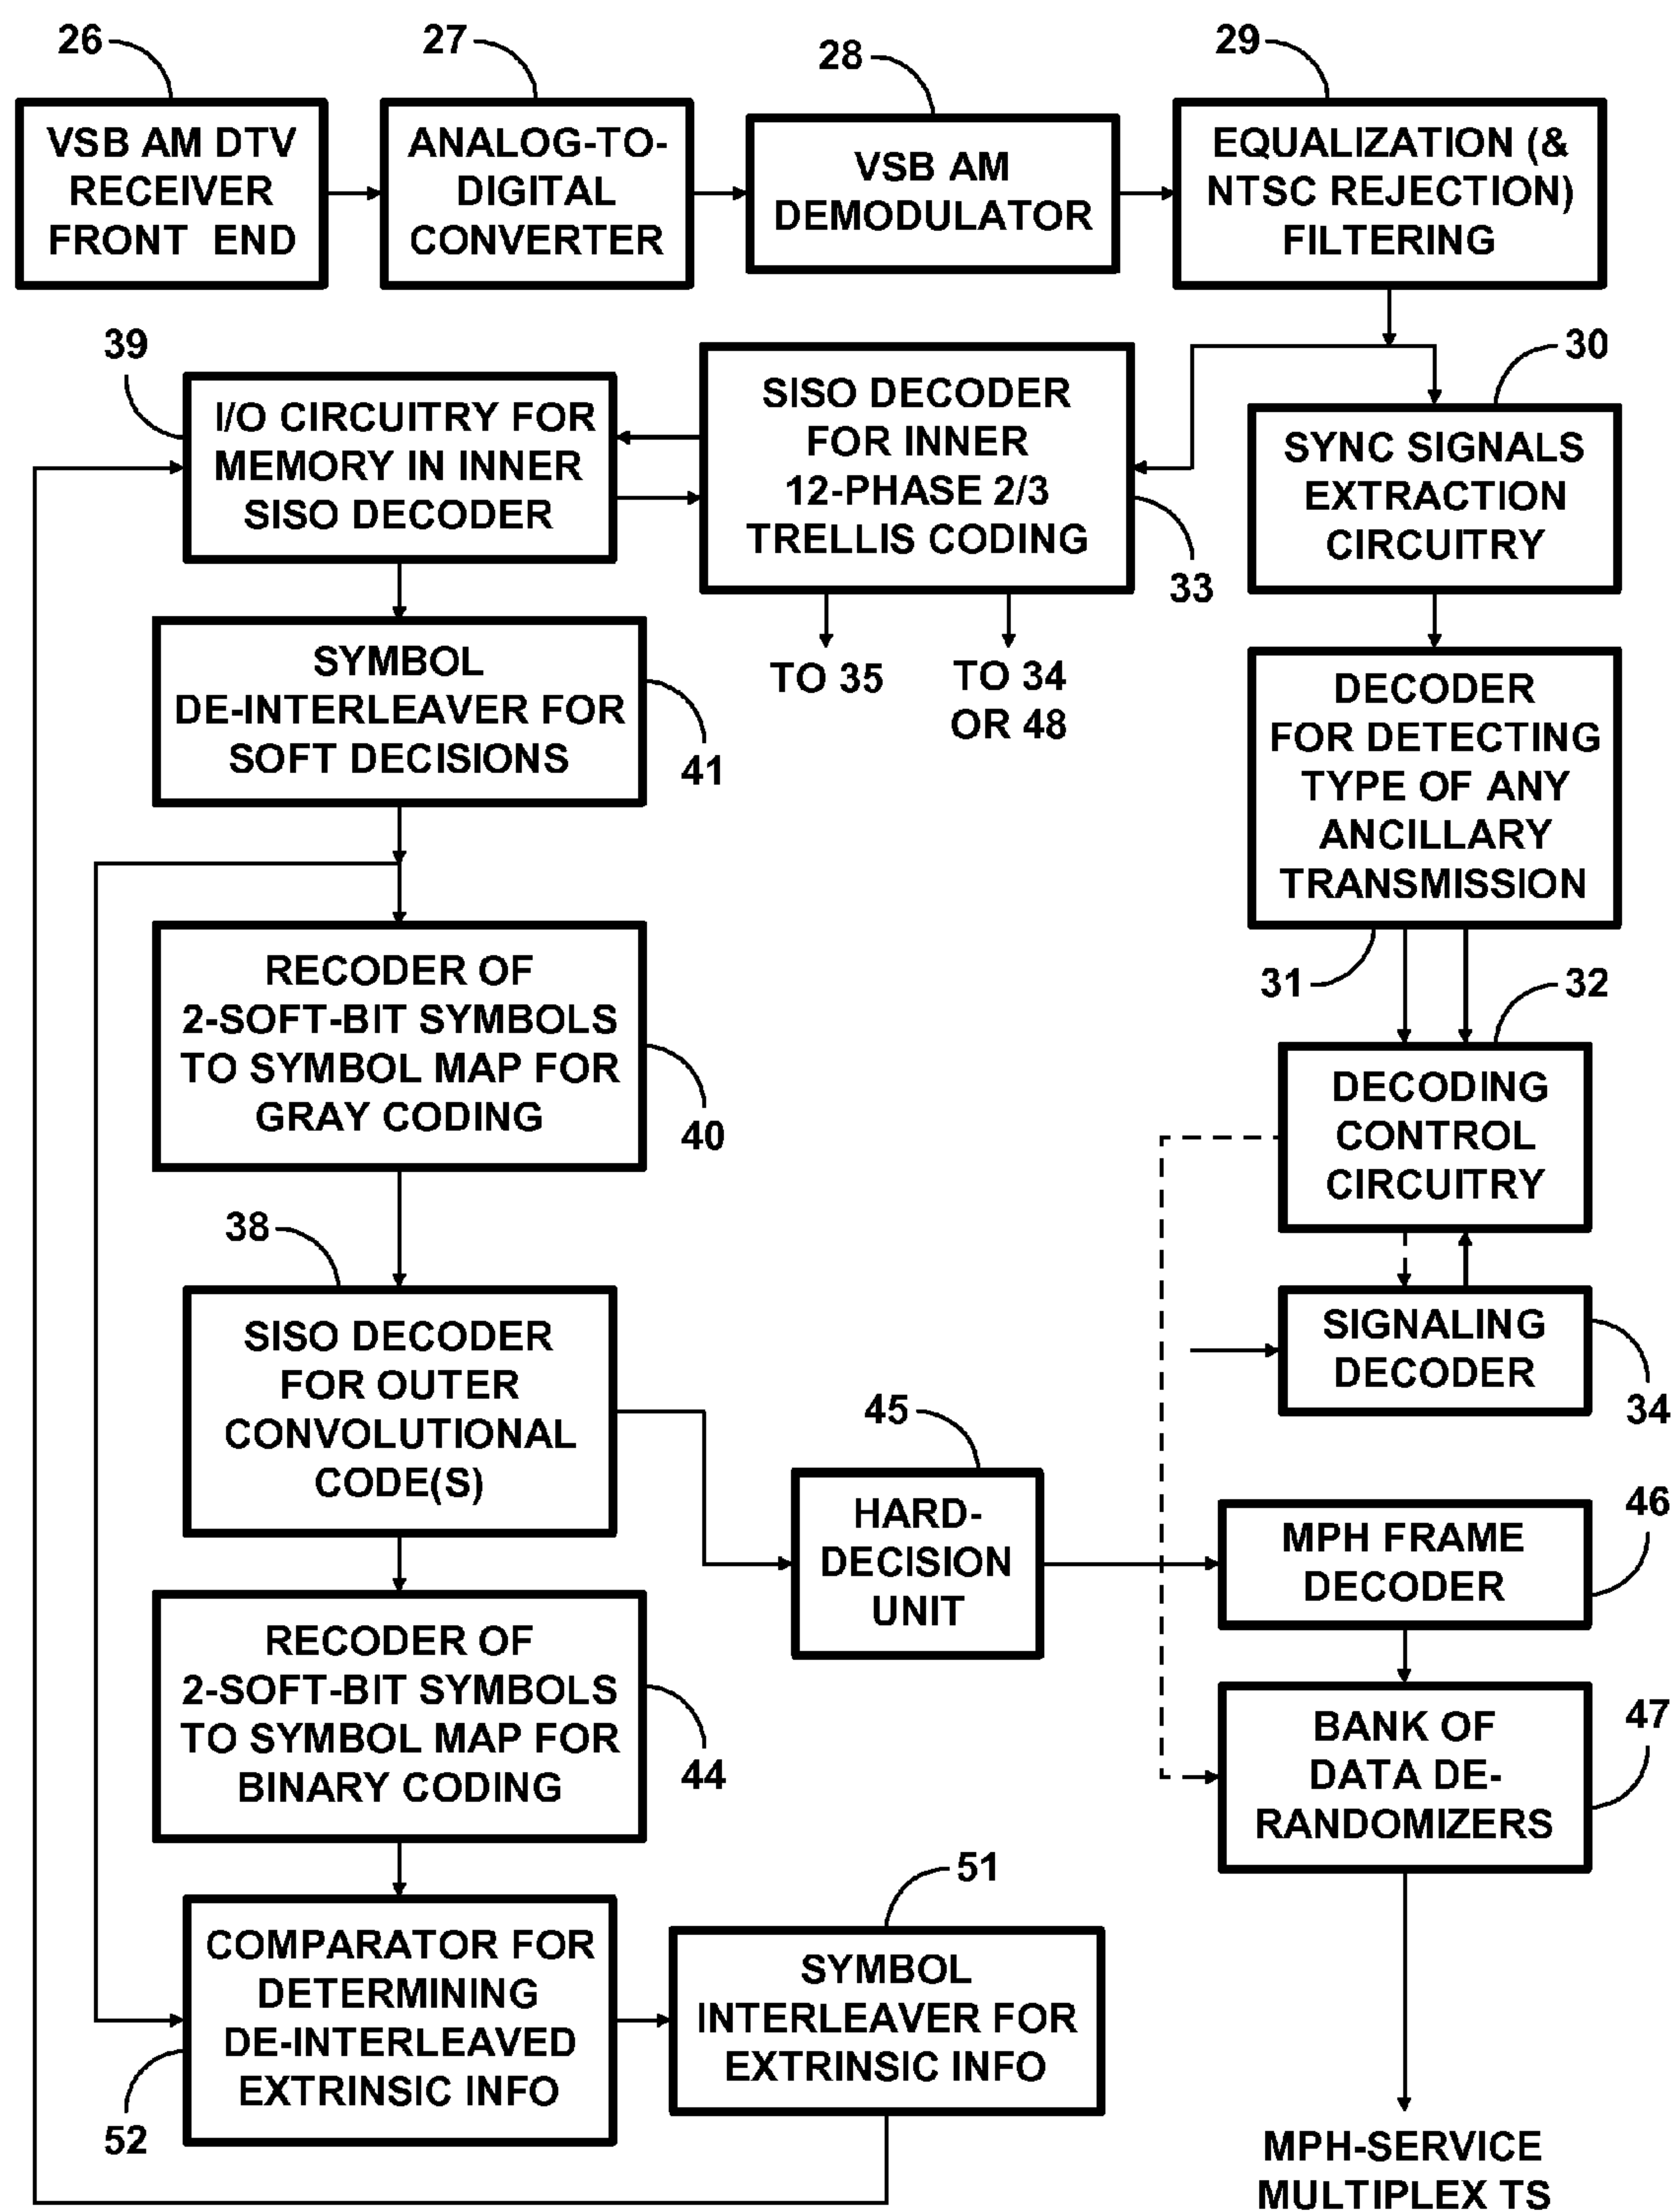 26
27
28
29
VSB AM DTV
RECEIVER
FRONT END
ANALOG-TO-
DIGITAL
CONVERTER
VSB AM
DEMODULATOR
EQUALIZATION (&
NTSC REJECTION)
FILTERING
39
I/O CIRCUITRY FOR
MEMORY IN INNER
SISO DECODER
SISO DECODER
FOR INNER
12-PHASE 2/3
TRELLIS CODING
33
30
SYNC SIGNALS
EXTRACTION
CIRCUITRY
TO 35
TO 34
OR 48
SYMBOL
DE-INTERLEAVER FOR
SOFT DECISIONS
41
DECODER
FOR DETECTING
TYPE OF ANY
ANCILLARY
TRANSMISSION
31
32
RECODER OF
2-SOFT-BIT SYMBOLS
TO SYMBOL MAP FOR
GRAY CODING
40
DECODING
CONTROL
CIRCUITRY
38
SISO DECODER
FOR OUTER
CONVOLUTIONAL
CODE(S)
SIGNALING
DECODER
34
45
HARD-
DECISION
UNIT
46
MPH FRAME
DECODER
RECODER OF
2-SOFT-BIT SYMBOLS
TO SYMBOL MAP FOR
BINARY CODING
44
47
BANK OF
DATA DE-
RANDOMIZERS
51
COMPARATOR FOR
DETERMINING
DE-INTERLEAVED
EXTRINSIC INFO
52
SYMBOL
INTERLEAVER FOR
EXTRINSIC INFO
MPH-SERVICE
MULTIPLEX TS